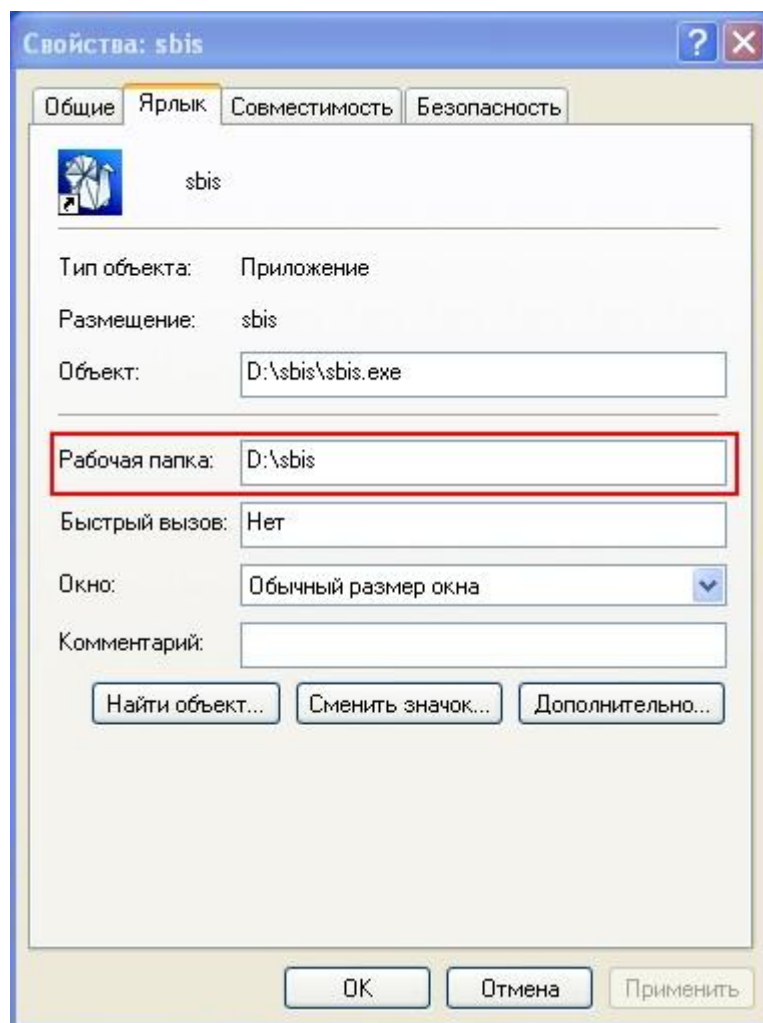 Свойства: sbis
Общие Ярлык Совместимость Безопасность
sbis
Тип объекта: Приложение
Размещение: sbis
Объект: D:\sbis\sbis.exe
Рабочая папка: D:\sbis
Быстрый вызов: Нет
Окно: Обычный размер окна
Комментарий:
Найти объект... Сменить значок... Дополнительно...
OK Отмена Применить